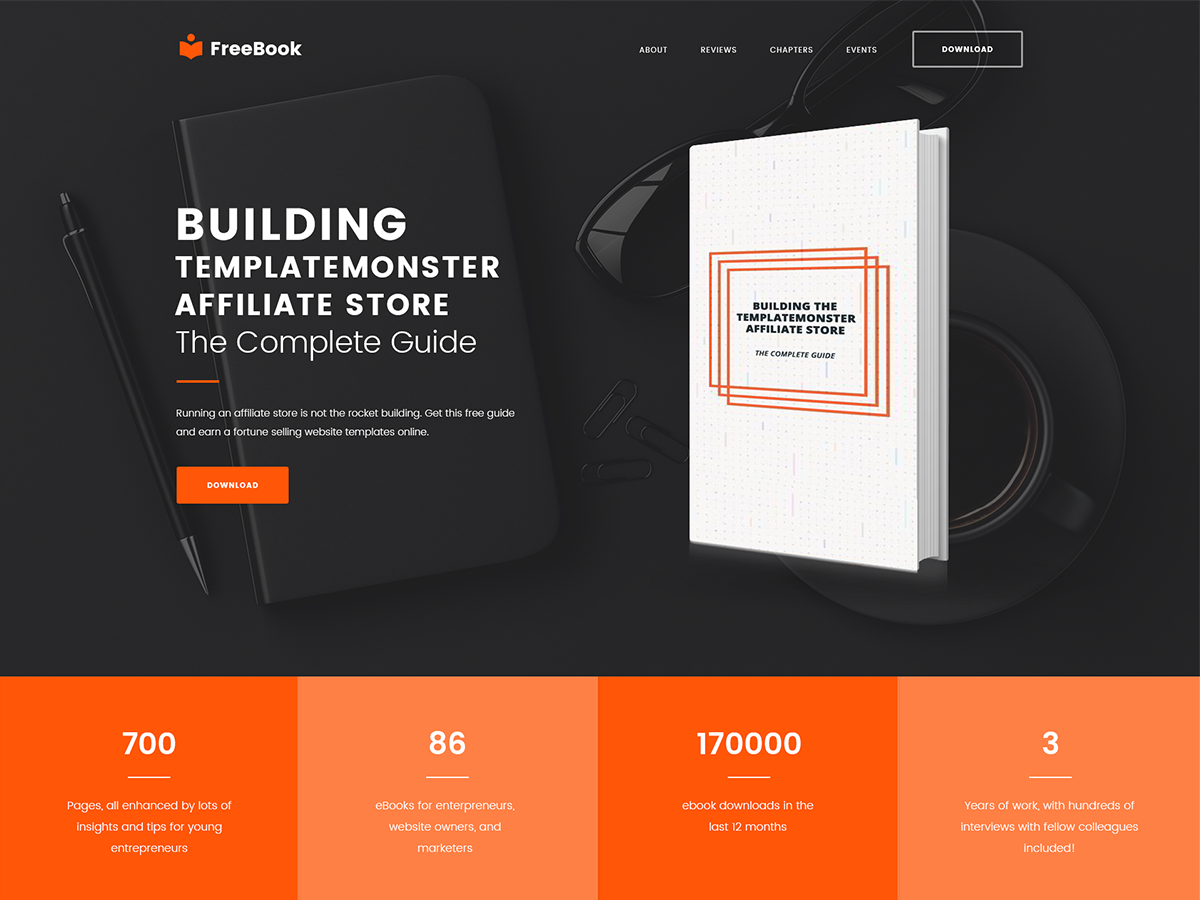 FreeBook
ABOUT
REVIEWS
CHAPTERS
EVENTS
DOWNLOAD
BUILDING
TEMPLATEMONSTER
AFFILIATE STORE
The Complete Guide
Running an affiliate store is not the rocket building. Get this free guide
and earn a fortune selling website templates online.
DOWNLOAD
BUILDING THE
TEMPLATEMONSTER
AFFILIATE STORE
THE COMPLETE GUIDE
700
Pages, all enhanced by lots of
insights and tips for young
entrepreneurs
86
eBooks for enterpreneurs,
website owners, and
marketers
170000
ebook downloads in the
last 12 months
3
Years of work, with hundreds of
interviews with fellow colleagues
included!